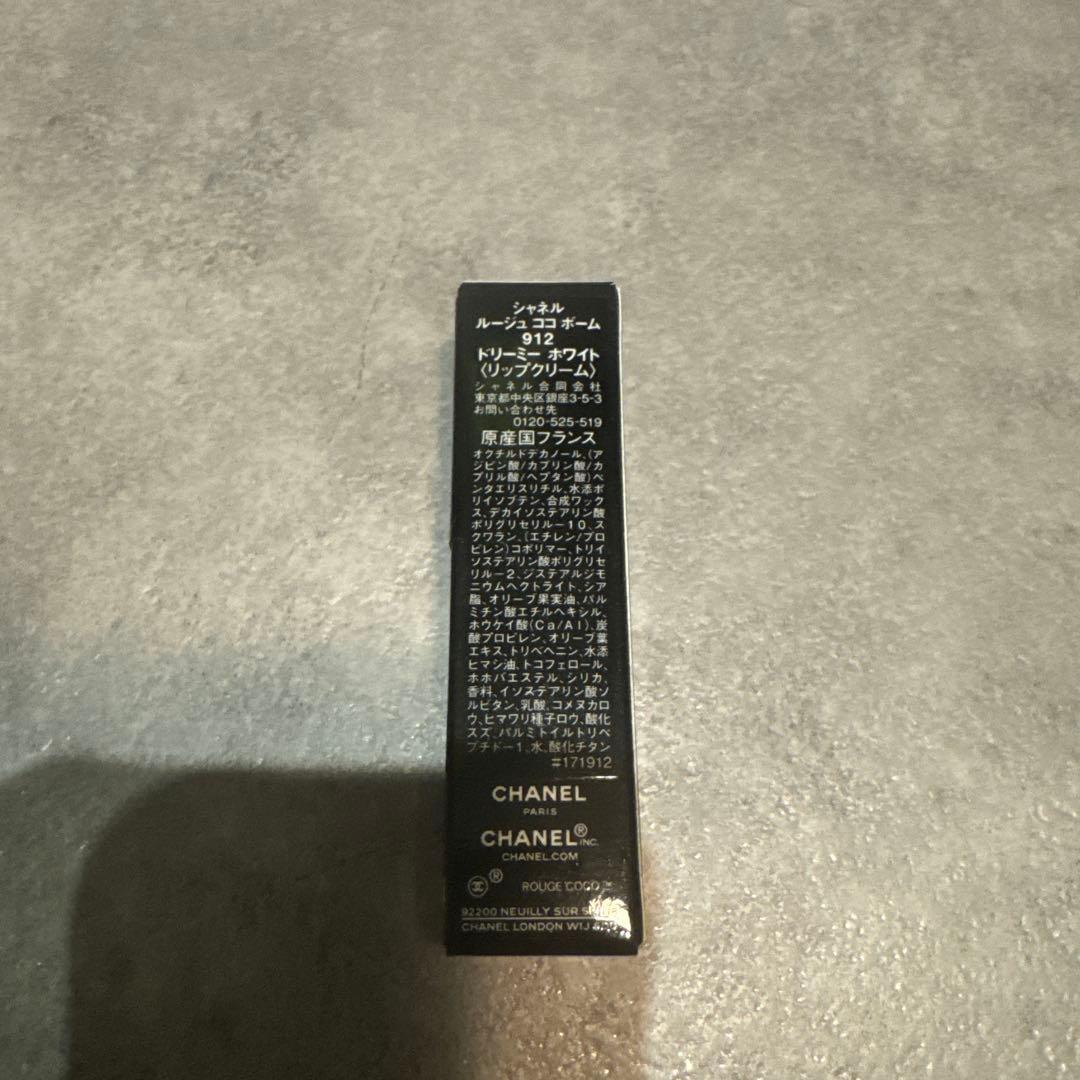 シャネル
ルージュ ココ ボーム
912
ドリーミー ホワイト
〈リップクリーム〉
シャネル合同会社
東京都中央区銀座3-5-3
お問い合わせ先
0120-525-519
原産国フランス
オクチルドデカノール、(ア
ジピン酸/カプリン酸/カ
プリル酸/ヘプタン酸)ペ
ンタエリスリチル、水添ポ
リイソブテン、合成ワック
ス、デカイソステアリン酸
ポリグリセリル-10、ス
クワラン、(エチレン/プロ
ピレン)コポリマー、トリイ
ソステアリン酸ポリグリセ
リル-2、ジステアルジモ
ニウムヘクトライト、シア
脂、オリーブ果実油、パル
ミチン酸エチルヘキシル、
ホウケイ酸(Ca/Al)、炭
酸プロピレン、オリーブ葉
エキス、トリベヘニン、水添
ヒマシ油、トコフェロール、
ホホバエステル、シリカ、
香料、イソステアリン酸ソ
ルビタン、乳酸、コメヌカロ
ウ、ヒマワリ種子ロウ、酸化
スズ、パルミトイルトリペ
プチド-1、水、酸化チタン
#171912
CHANEL
PARIS
CHANEL® INC.
CHANEL.COM
® ROUGE COCO
92200 NEUILLY SUR
CHANEL LONDON W1J